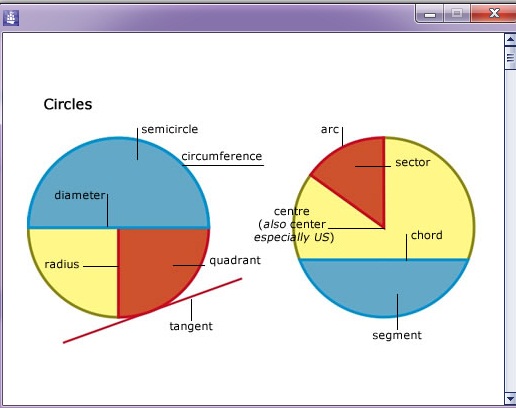 Circles
semicircle
circumference
diameter
radius
quadrant
tangent
arc
sector
centre
(also center
especially US)
chord
segment